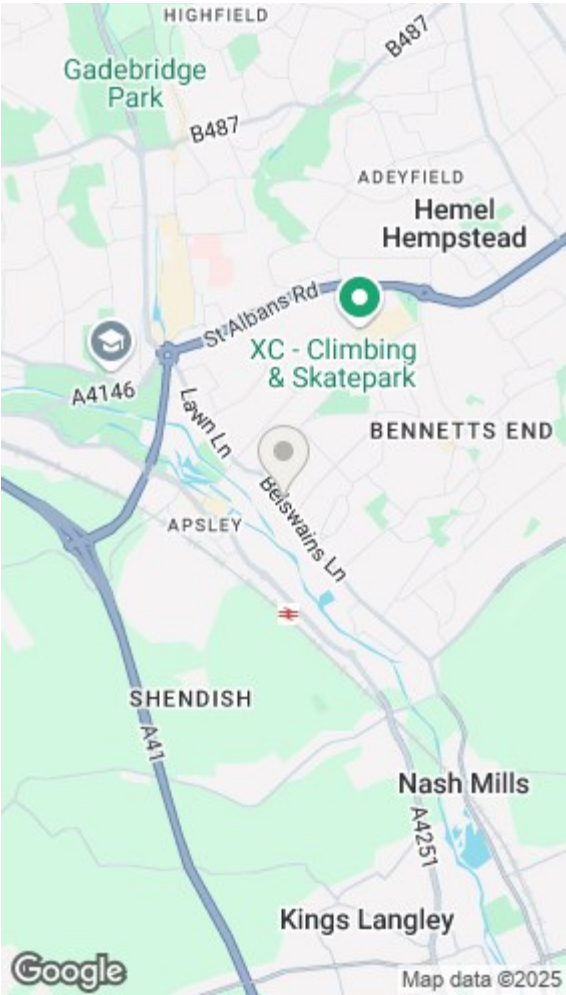 HIGHFIELD
B487
Gadebridge
Park
B487
ADEYFIELD
Hemel
Hempstead
St Albans Rd
XC - Climbing
& Skatepark
A4146
Lawn Ln
BENNETTS END
Belswains Ln
APSLEY
SHENDISH
A41
Nash Mills
A4251
Kings Langley
Google
Map data ©2025